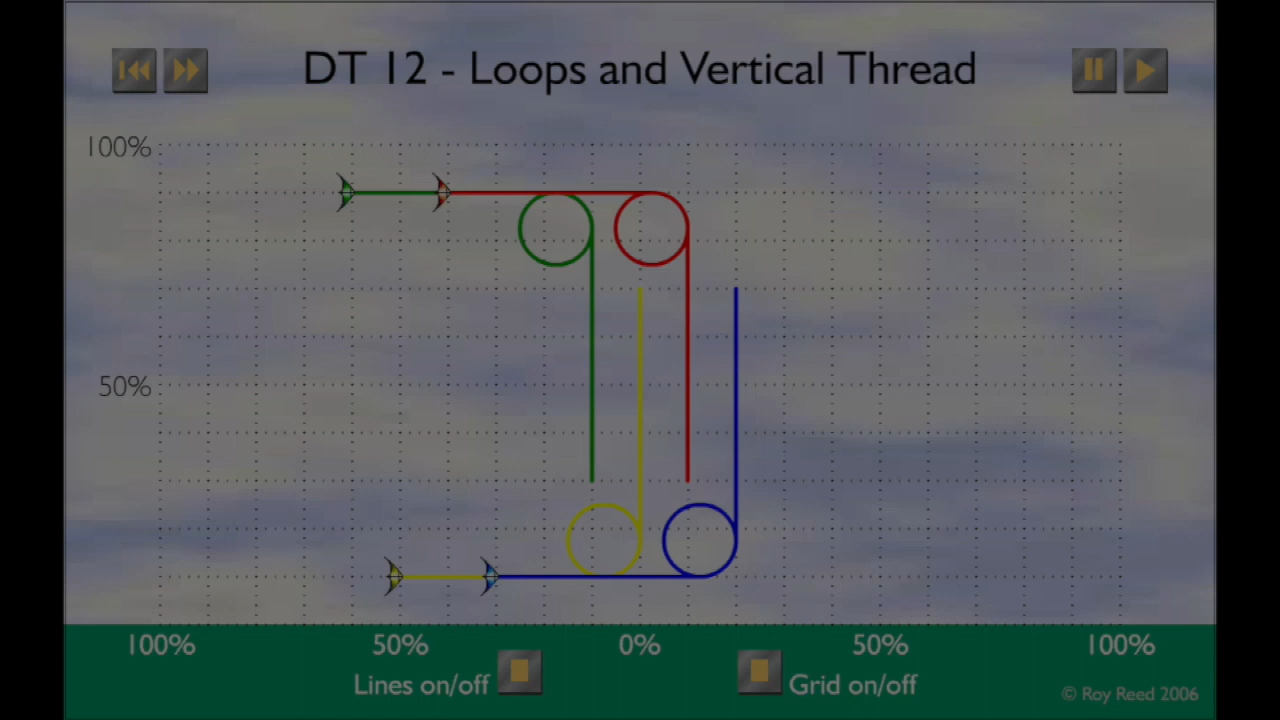 DT 12 - Loops and Vertical Thread
100%
50%
100% 50% 0% 50% 100%
Lines on/off Grid on/off
© Roy Reed 2006